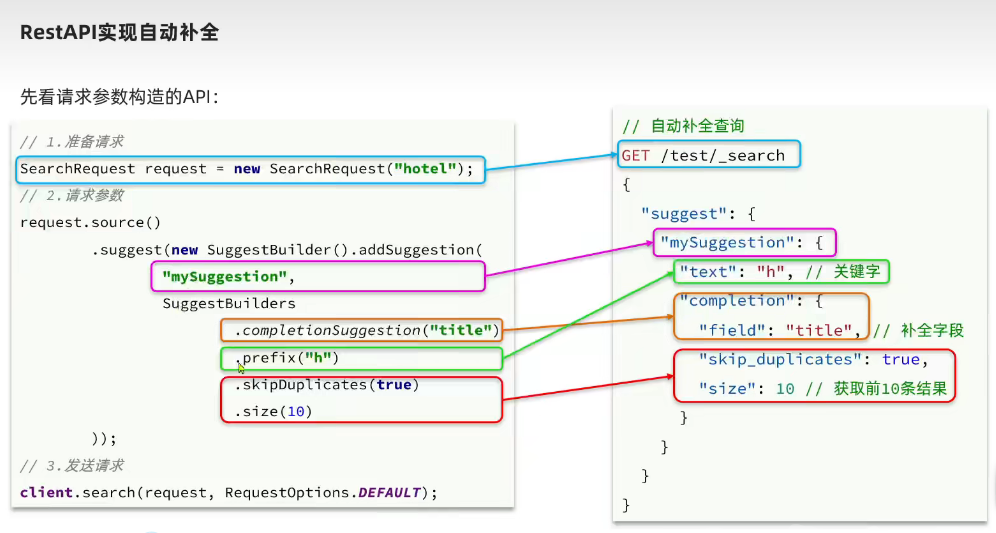 RestAPI实现自动补全
先看请求参数构造的API：
// 1.准备请求
SearchRequest request = new SearchRequest("hotel");
// 2.请求参数
request.source()
.suggest(new SuggestBuilder().addSuggestion(
"mySuggestion",
SuggestBuilders
.completionSuggestion("title")
.prefix("h")
.skipDuplicates(true)
.size(10)
));
// 3.发送请求
client.search(request, RequestOptions.DEFAULT);
// 自动补全查询
GET /test/_search
{
"suggest": {
"mySuggestion": {
"text": "h", // 关键字
"completion": {
"field": "title", // 补全字段
"skip_duplicates": true,
"size": 10 // 获取前10条结果
}
}
}
}